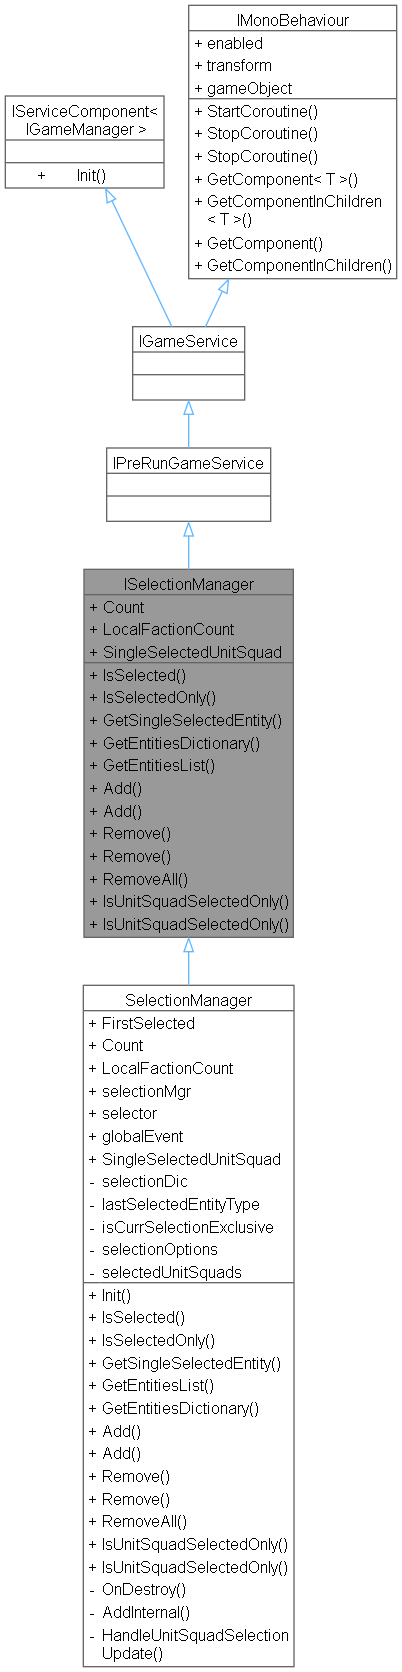 IMonoBehaviour
+ enabled
+ transform
+ gameObject
+ StartCoroutine()
+ StopCoroutine()
+ StopCoroutine()
+ GetComponent< T >()
+ GetComponentInChildren
< T >()
+ GetComponent()
+ GetComponentInChildren()
IServiceComponent<
IGameManager >
+ Init()
IGameService
IPreRunGameService
ISelectionManager
+ Count
+ LocalFactionCount
+ SingleSelectedUnitSquad
+ IsSelected()
+ IsSelectedOnly()
+ GetSingleSelectedEntity()
+ GetEntitiesDictionary()
+ GetEntitiesList()
+ Add()
+ Add()
+ Remove()
+ Remove()
+ RemoveAll()
+ IsUnitSquadSelectedOnly()
+ IsUnitSquadSelectedOnly()
SelectionManager
+ FirstSelected
+ Count
+ LocalFactionCount
+ selectionMgr
+ selector
+ globalEvent
+ SingleSelectedUnitSquad
- selectionDic
- lastSelectedEntityType
- isCurrSelectionExclusive
- selectionOptions
- selectedUnitSquads
+ Init()
+ IsSelected()
+ IsSelectedOnly()
+ GetSingleSelectedEntity()
+ GetEntitiesList()
+ GetEntitiesDictionary()
+ Add()
+ Add()
+ Remove()
+ Remove()
+ RemoveAll()
+ IsUnitSquadSelectedOnly()
+ IsUnitSquadSelectedOnly()
- OnDestroy()
- AddInternal()
- HandleUnitSquadSelection
Update()